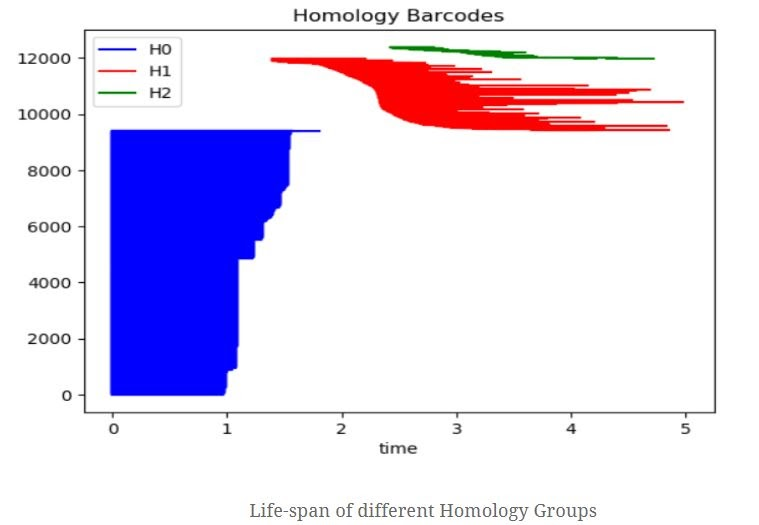 Homology Barcodes
H0
H1
H2
12000
10000
8000
6000
4000
2000
0
0 1 2 3 4 5
time
Life-span of different Homology Groups